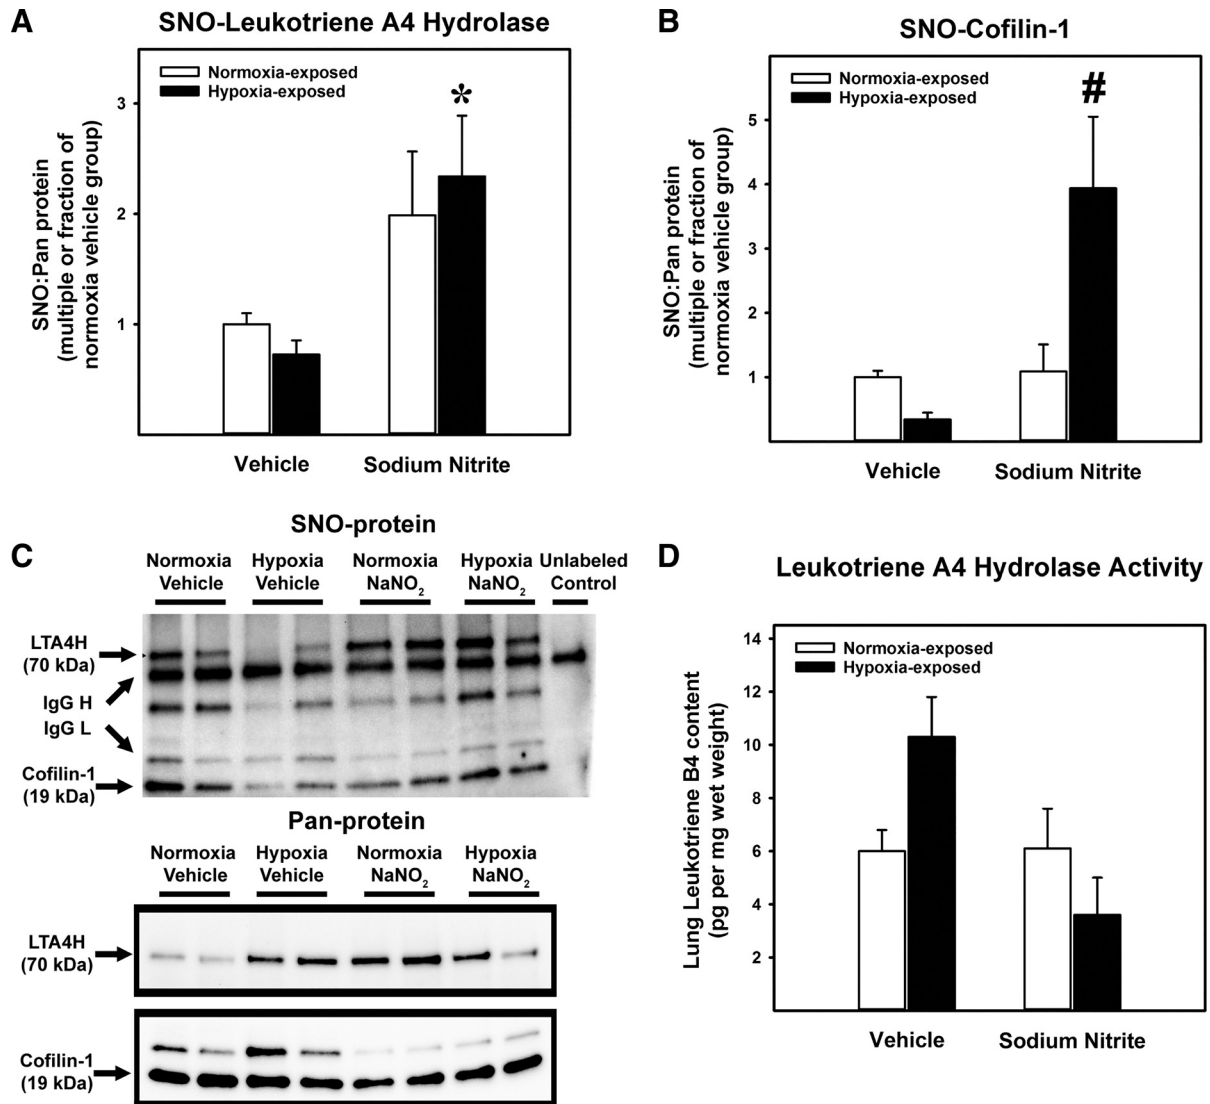 A
SNO-Leukotriene A4 Hydrolase
Normoxia-exposed
Hypoxia-exposed
*
3
2
1
SNO:Pan protein
(multiple or fraction of
normoxia vehicle group)
Vehicle
Sodium Nitrite
B
SNO-Cofilin-1
Normoxia-exposed
Hypoxia-exposed
#
5
4
3
2
1
SNO:Pan protein
(multiple or fraction of
normoxia vehicle group)
Vehicle
Sodium Nitrite
C
SNO-protein
Normoxia Vehicle
Hypoxia Vehicle
Normoxia NaNO₂
Hypoxia NaNO₂
Unlabeled Control
LTA4H
(70 kDa)
IgG H
IgG L
Cofilin-1
(19 kDa)
Pan-protein
Normoxia Vehicle
Hypoxia Vehicle
Normoxia NaNO₂
Hypoxia NaNO₂
LTA4H
(70 kDa)
Cofilin-1
(19 kDa)
D
Leukotriene A4 Hydrolase Activity
Normoxia-exposed
Hypoxia-exposed
14
12
10
8
6
4
2
Lung Leukotriene B4 content
(pg per mg wet weight)
Vehicle
Sodium Nitrite